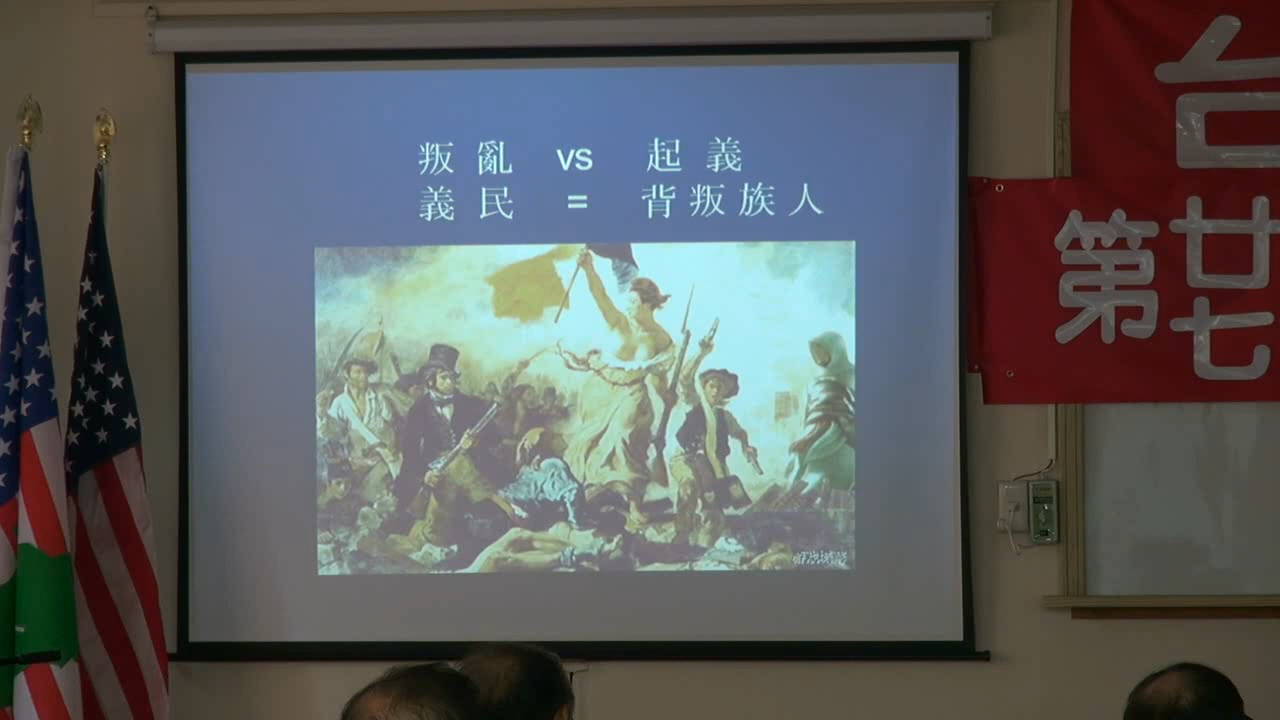 叛亂 vs 起義
義民 = 背叛族人
台
第廿七